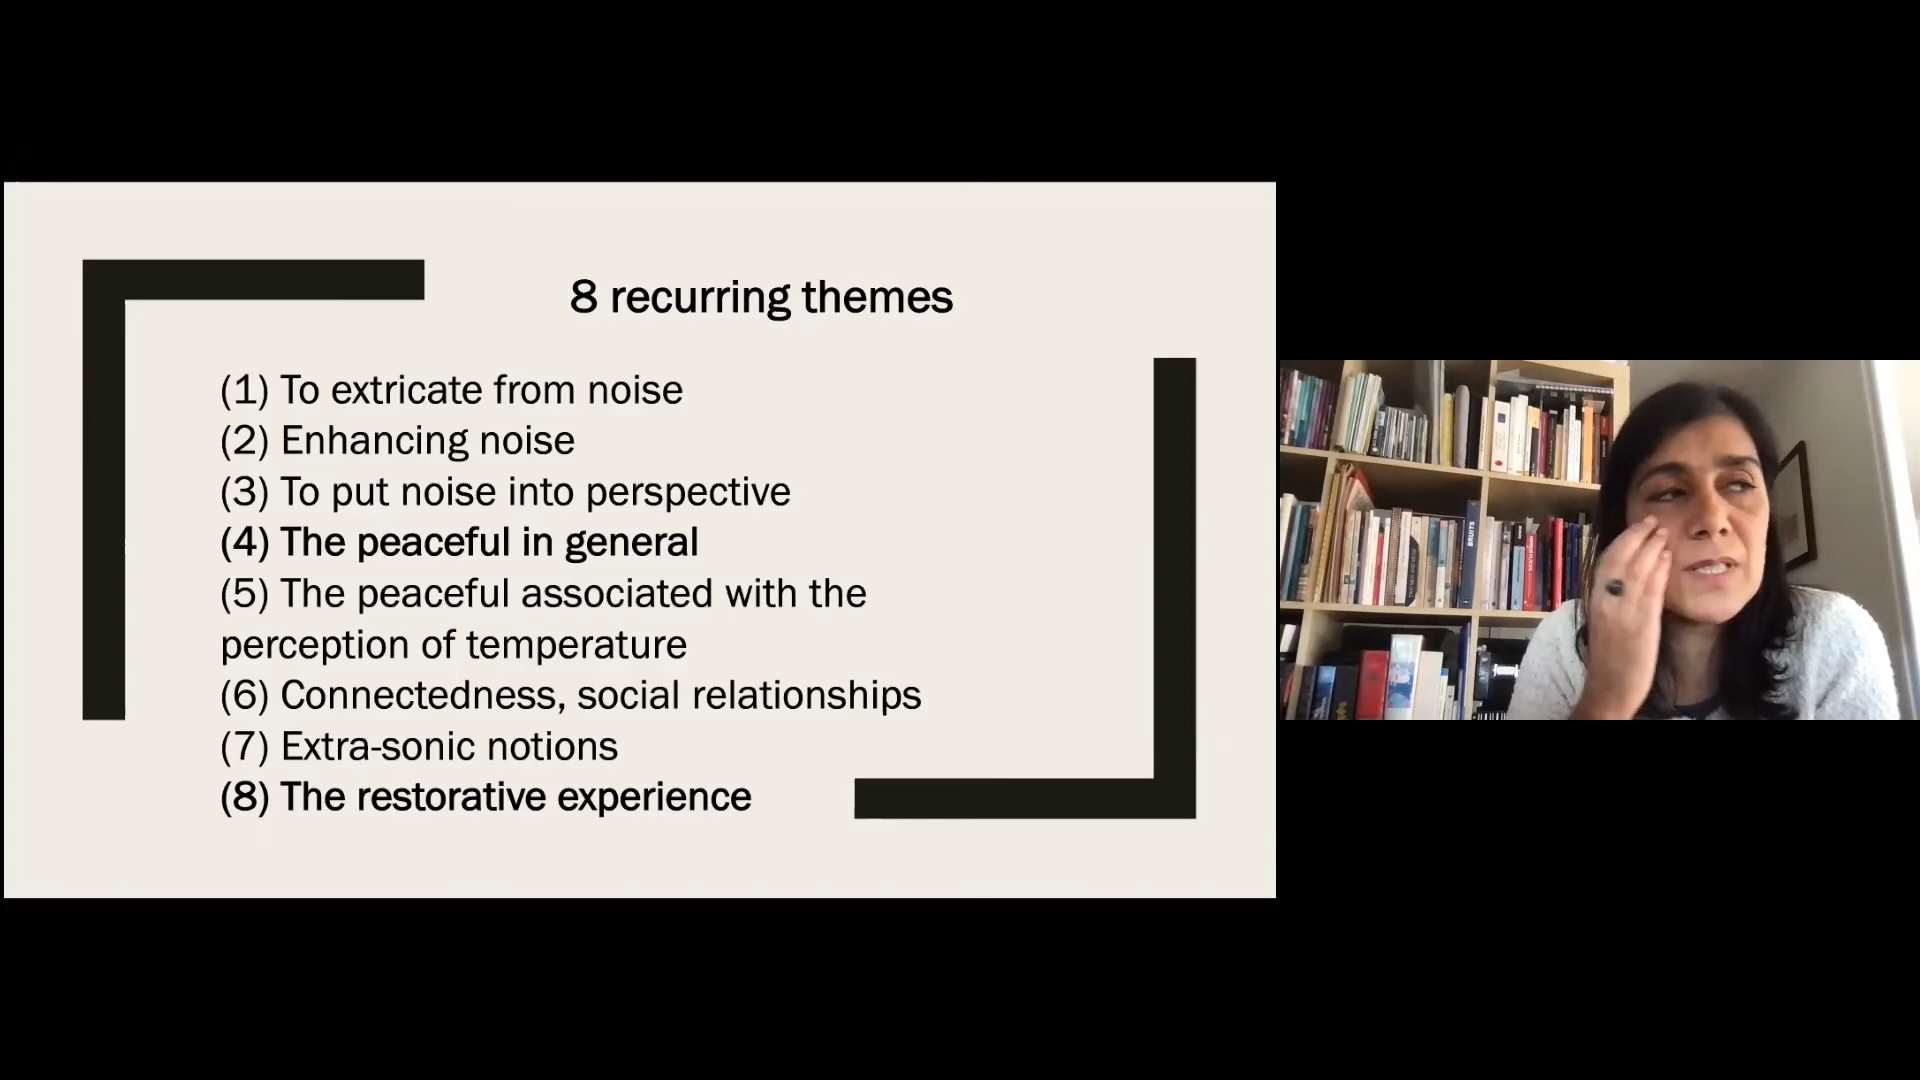 8 recurring themes
(1) To extricate from noise
(2) Enhancing noise
(3) To put noise into perspective
(4) The peaceful in general
(5) The peaceful associated with the
perception of temperature
(6) Connectedness, social relationships
(7) Extra-sonic notions
(8) The restorative experience
BRUITS